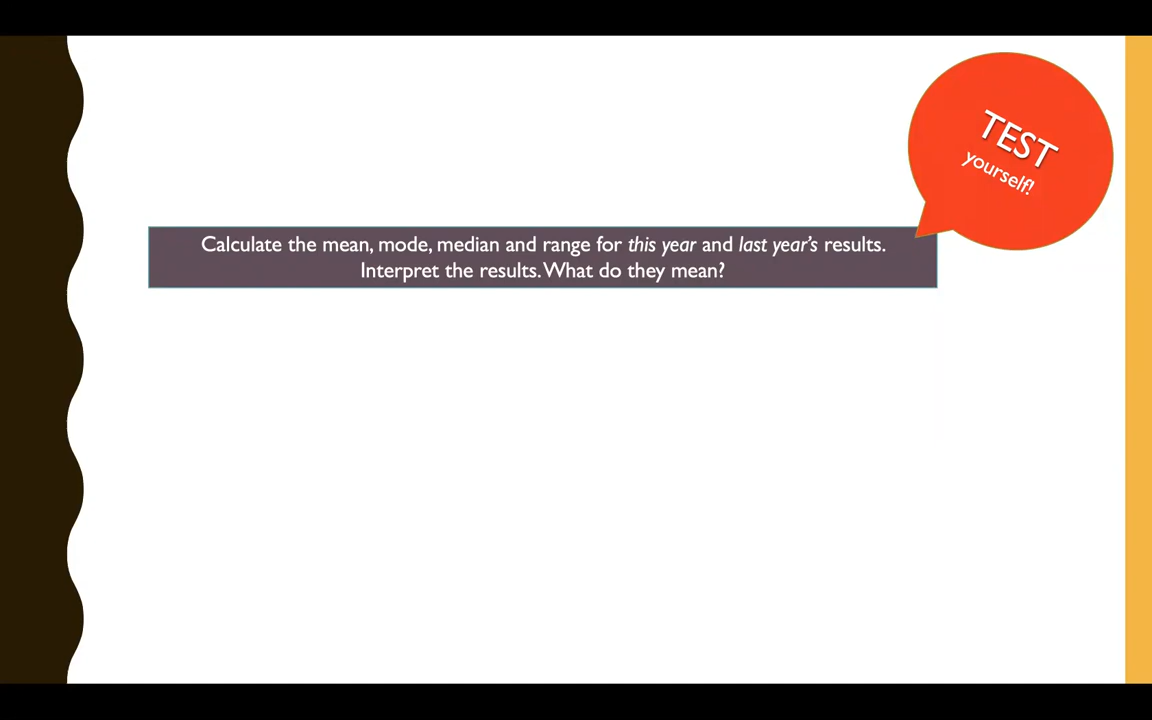 TEST
yourself!
Calculate the mean, mode, median and range for this year and last year's results.
Interpret the results. What do they mean?